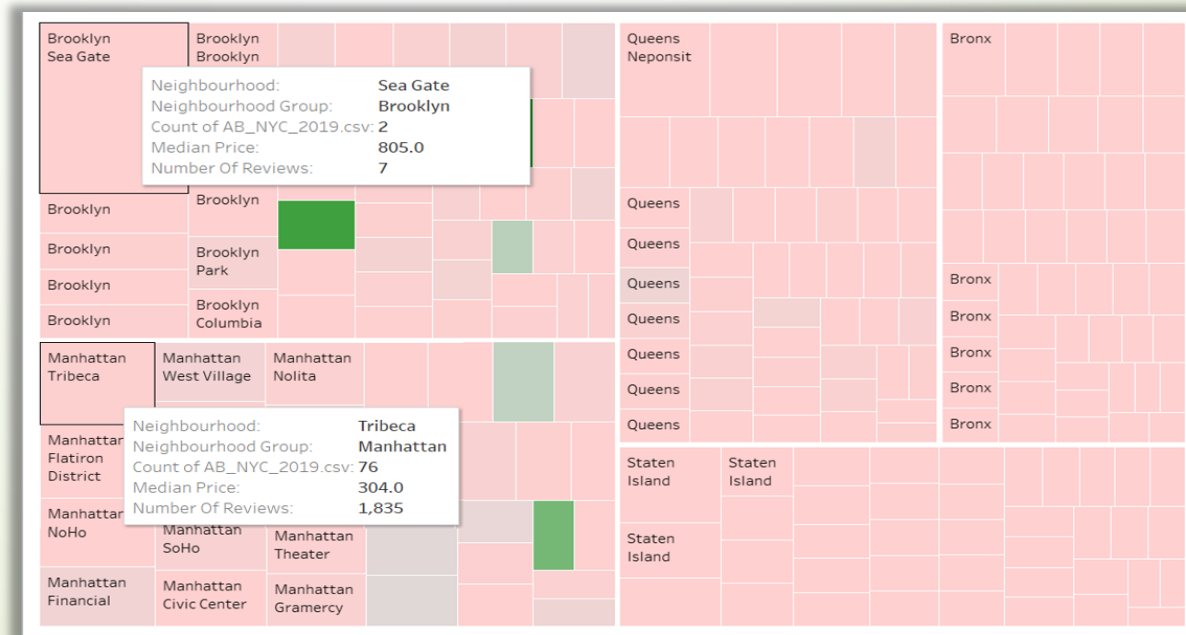 Brooklyn
Sea Gate
Brooklyn
Brooklyn
Neighbourhood: Sea Gate
Neighbourhood Group: Brooklyn
Count of AB_NYC_2019.csv: 2
Median Price: 805.0
Number Of Reviews: 7
Brooklyn
Brooklyn
Brooklyn
Brooklyn
Brooklyn
Brooklyn
Park
Brooklyn
Columbia
Manhattan
Tribeca
Manhattan
West Village
Manhattan
Nolita
Neighbourhood: Tribeca
Neighbourhood Group: Manhattan
Count of AB_NYC_2019.csv: 76
Median Price: 304.0
Number Of Reviews: 1,835
Manhattan
Flatiron
District
Manhattan
NoHo
Manhattan
Financial
Manhattan
SoHo
Manhattan
Civic Center
Manhattan
Theater
Manhattan
Gramercy
Queens
Neponsit
Queens
Queens
Queens
Queens
Queens
Queens
Queens
Bronx
Bronx
Bronx
Bronx
Bronx
Bronx
Staten
Island
Staten
Island
Staten
Island